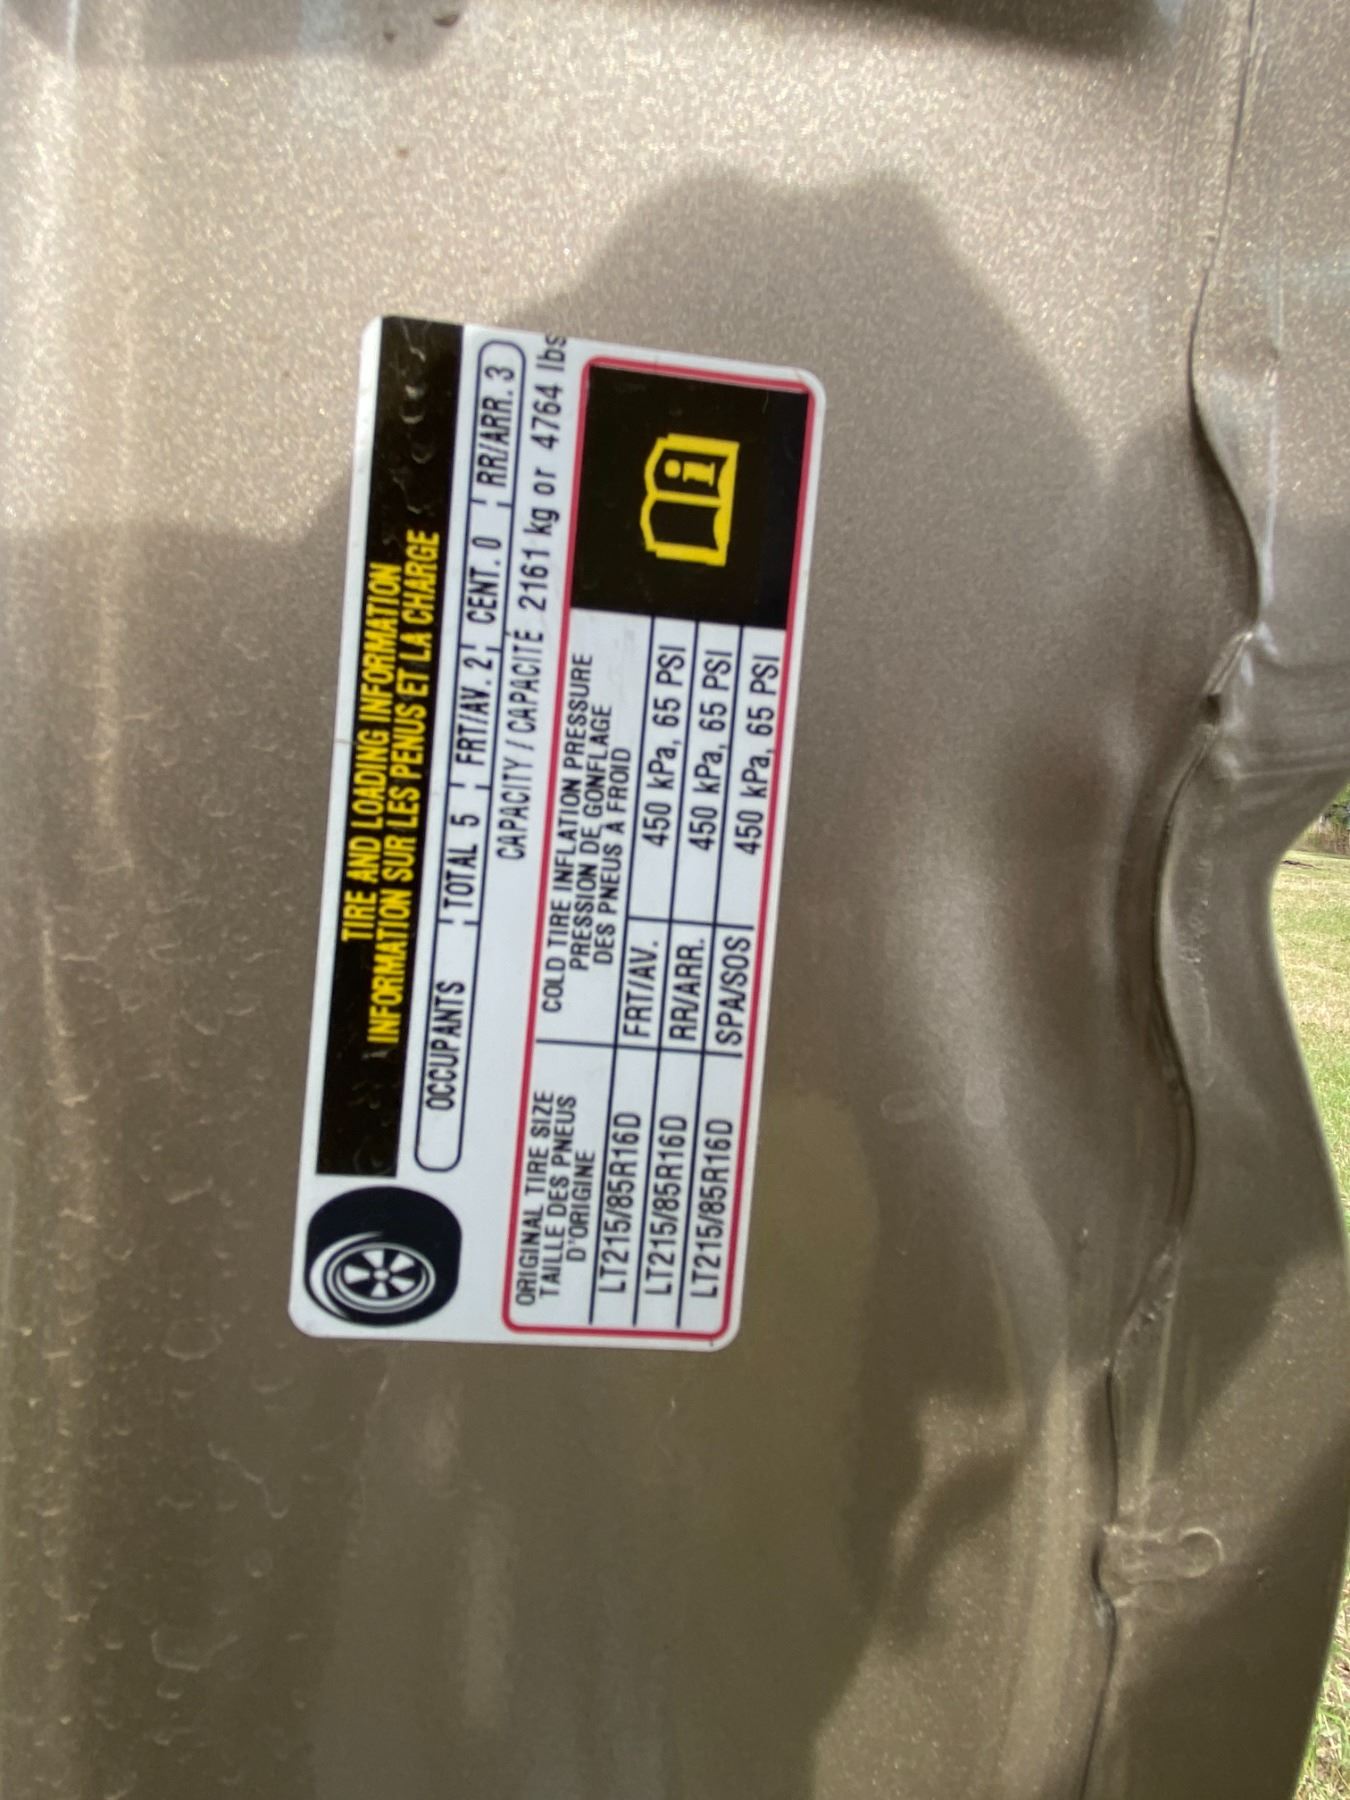 TIRE AND LOADING INFORMATION
INFORMATION SUR LES PENUS ET LA CHARGE
OCCUPANTS TOTAL 5 FRT/AV. 2 CENT. 0 RR/ARR. 3
CAPACITY / CAPACITÉ 2161 kg or 4764 lbs
ORIGINAL TIRE SIZE
TAILLE DES PNEUS
D'ORIGINE
COLD TIRE INFLATION PRESSURE
PRESSION DE GONFLAGE
DES PNEUS A FROID
LT215/85R16D FRT/AV. 450 kPa, 65 PSI
LT215/85R16D RR/ARR. 450 kPa, 65 PSI
LT215/85R16D SPA/SOS 450 kPa, 65 PSI
i